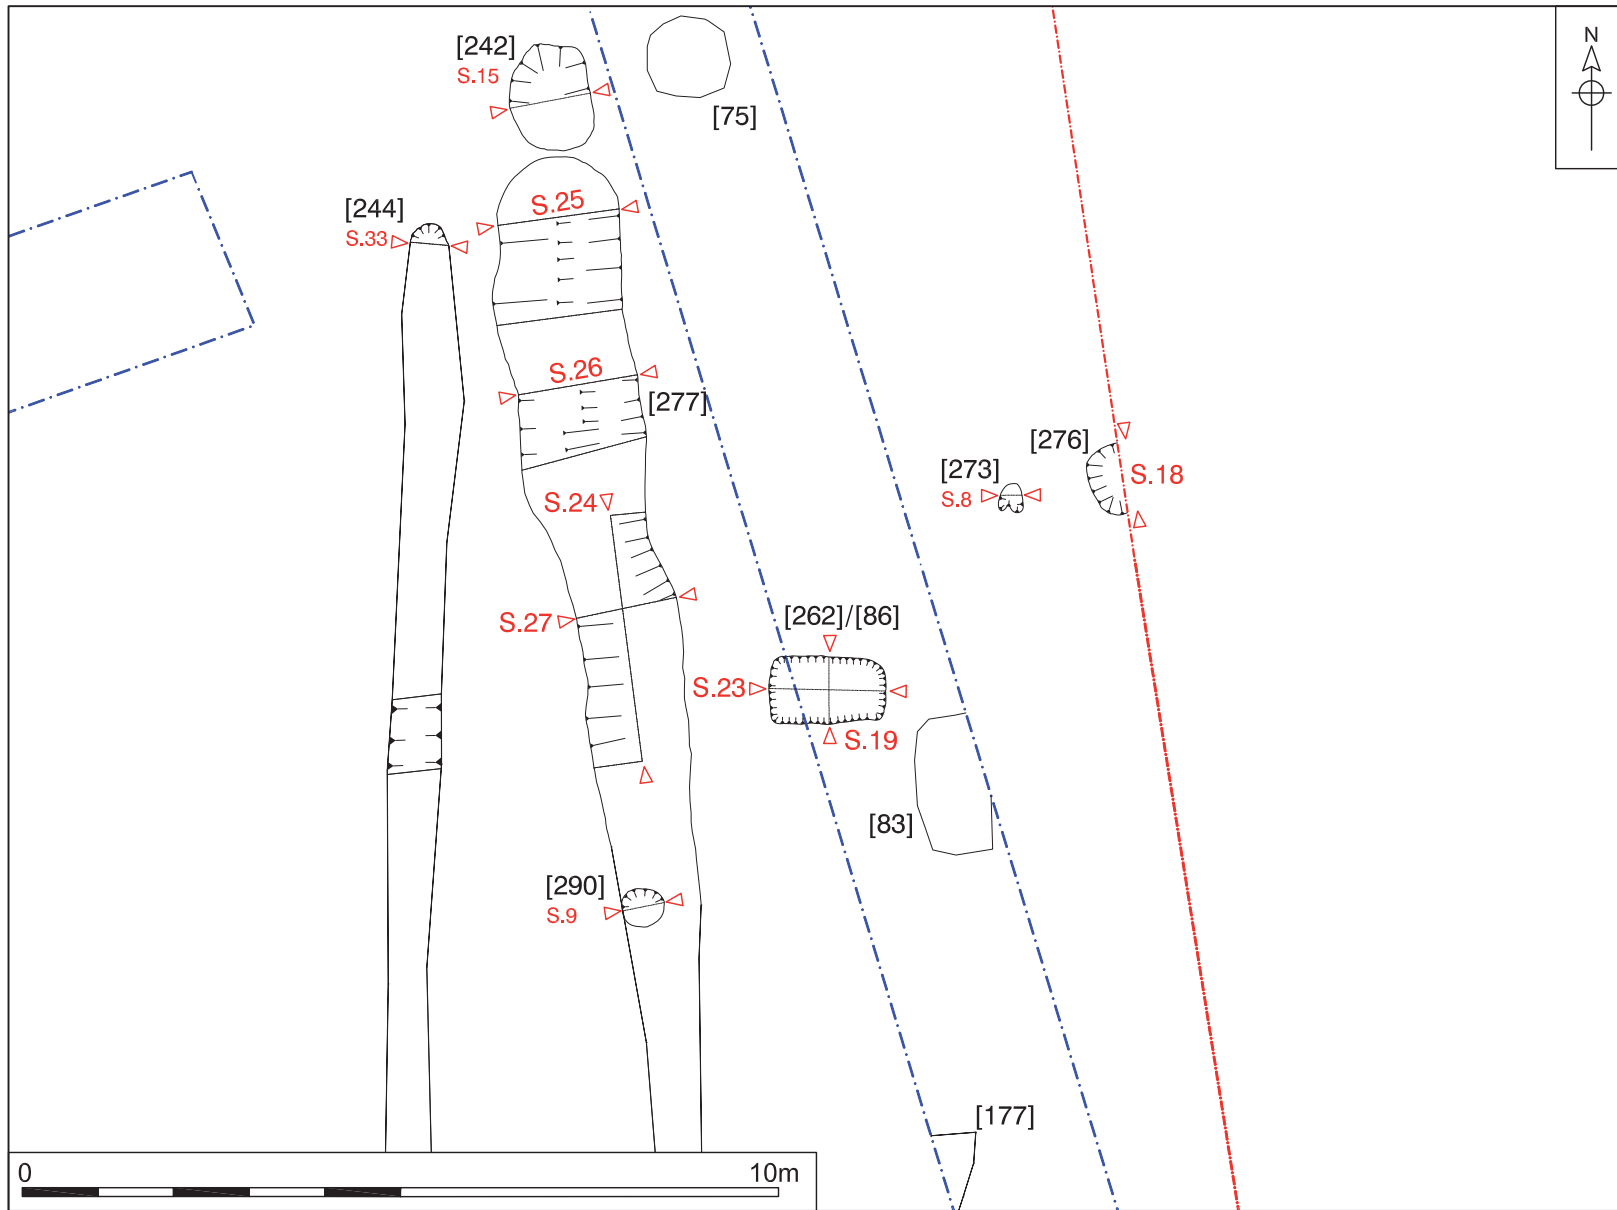 N
[242]
S.15
[75]
S.25
[244]
S.33
S.26
[277]
[276]
[273]
S.18
S.8
S.24
[262]/[86]
S.27
S.23
S.19
[83]
[290]
S.9
[177]
0 10m